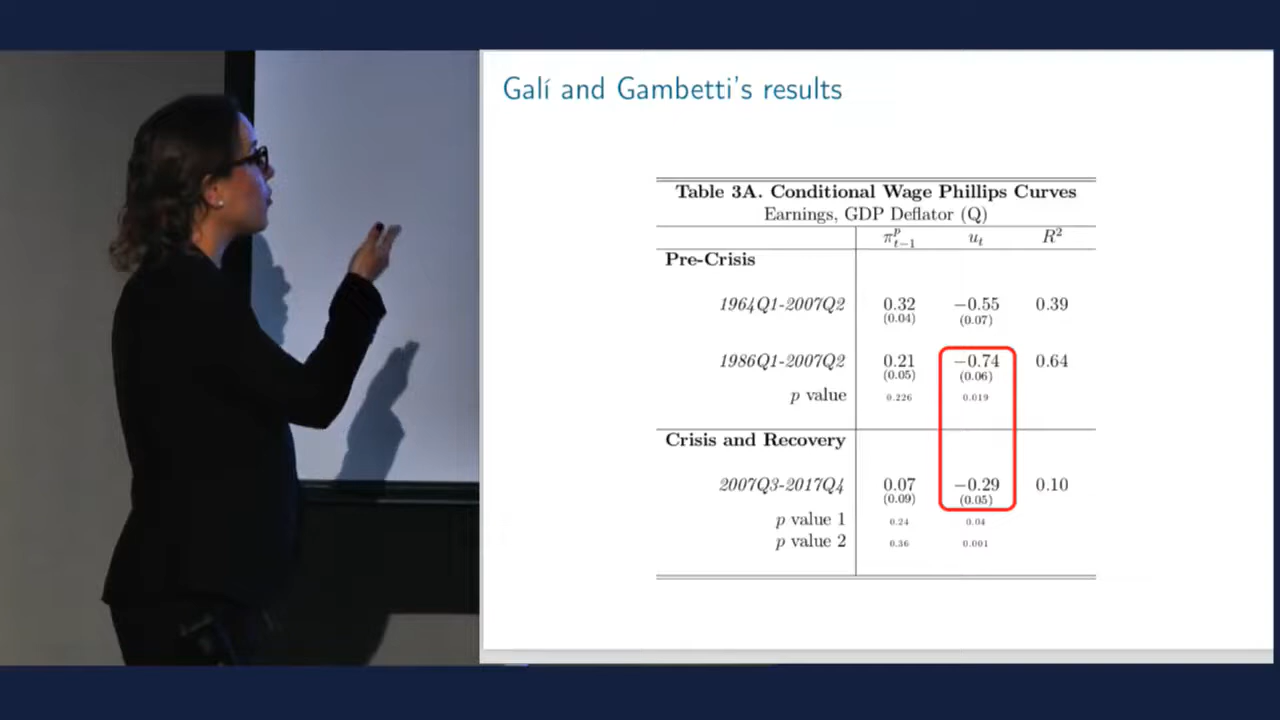 Galí and Gambetti's results
Table 3A. Conditional Wage Phillips Curves
Earnings, GDP Deflator (Q)
π^p_{t−1} u_t R²
Pre-Crisis
1964Q1-2007Q2 0.32 −0.55 0.39
(0.04) (0.07)
1986Q1-2007Q2 0.21 −0.74 0.64
(0.05) (0.06)
p value 0.226 0.019
Crisis and Recovery
2007Q3-2017Q4 0.07 −0.29 0.10
(0.09) (0.05)
p value 1 0.24 0.04
p value 2 0.36 0.001